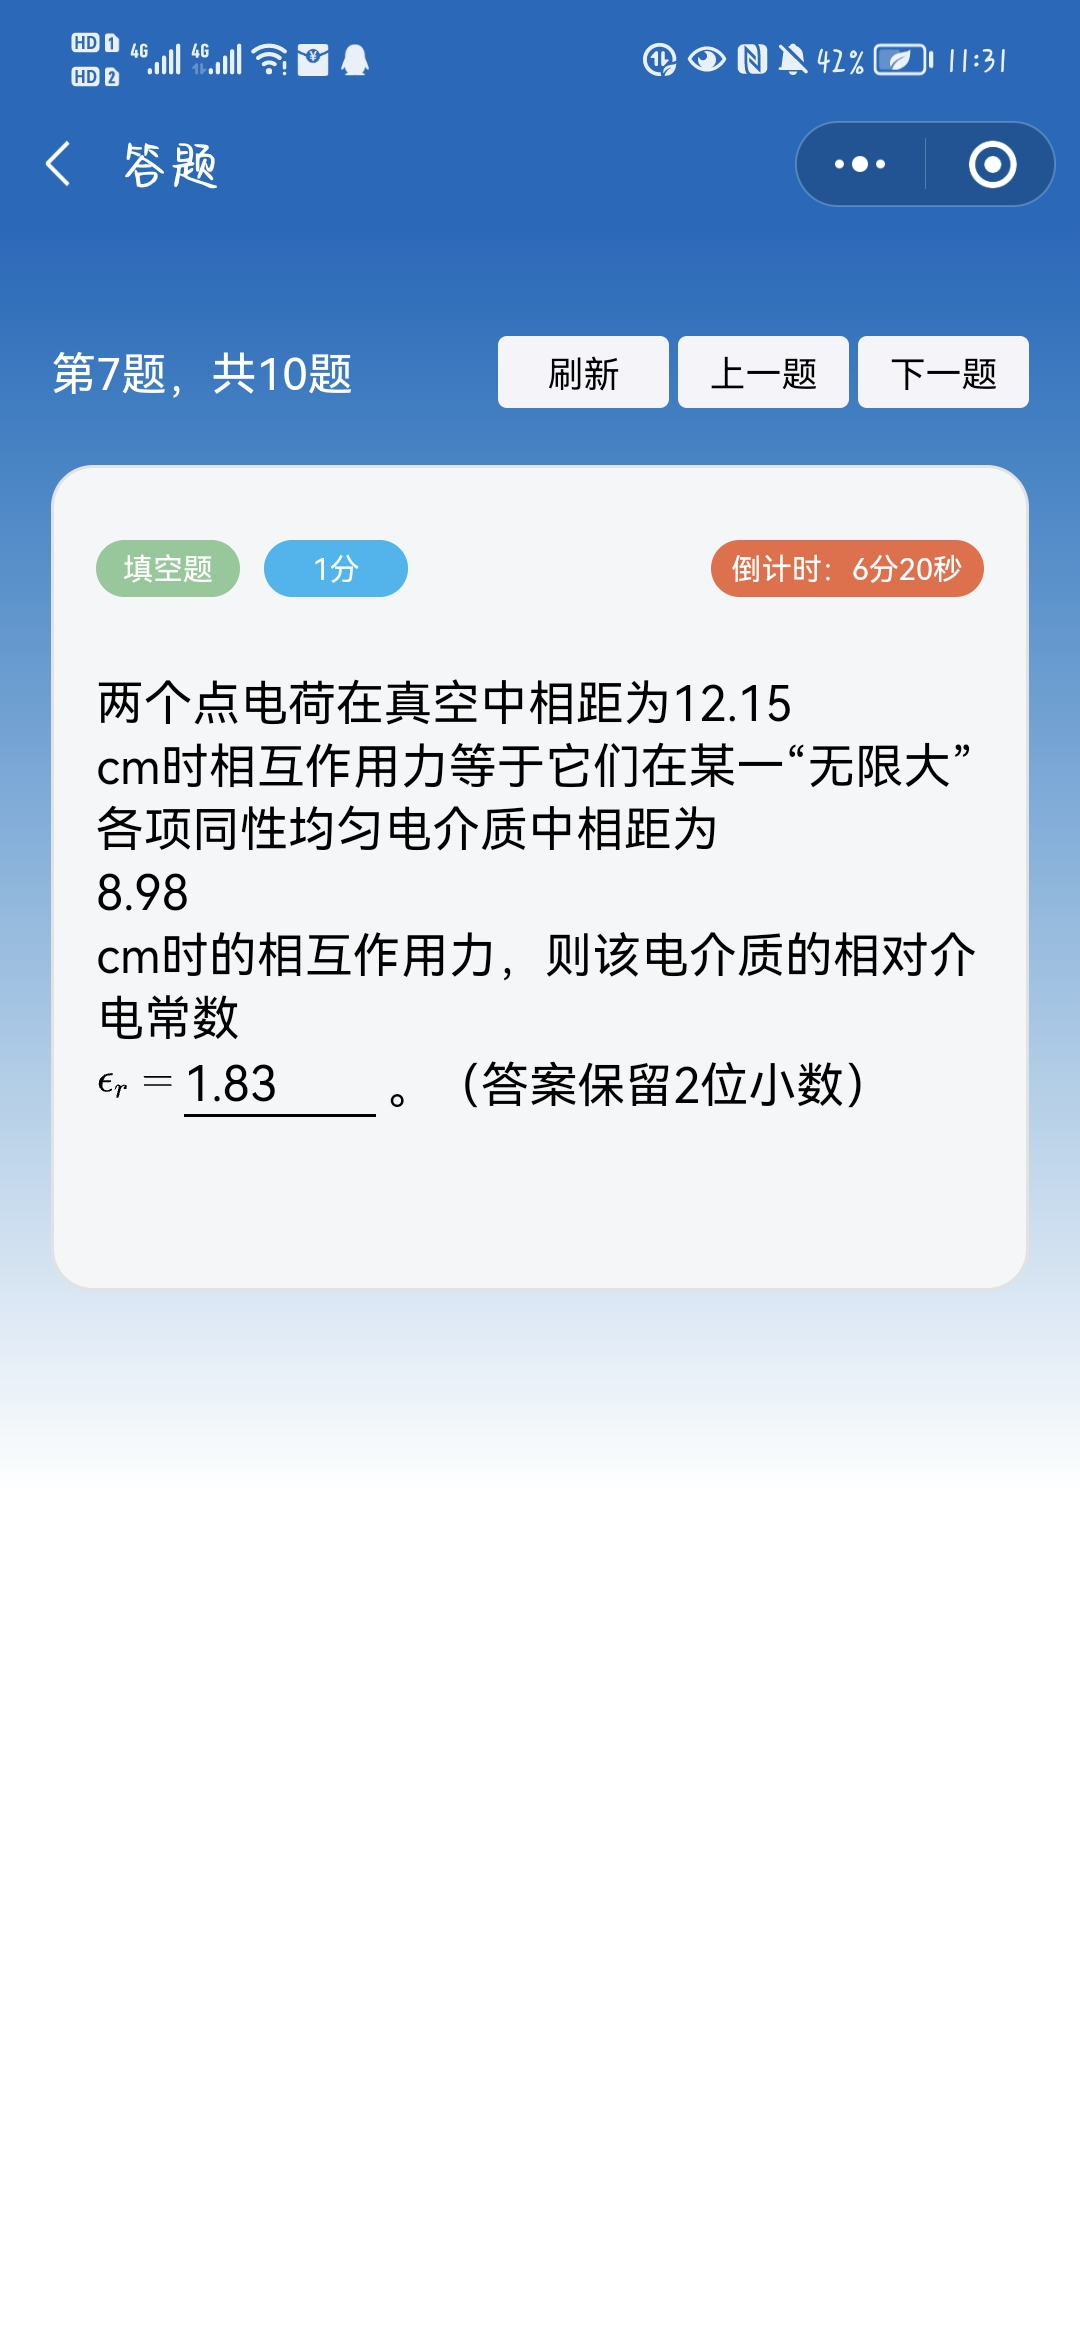 HD 1 4G 4G 42% 11:31
HD 2
答题
第7题，共10题 刷新 上一题 下一题
填空题 1分 倒计时：6分20秒
两个点电荷在真空中相距为12.15
cm时相互作用力等于它们在某一“无限大”
各项同性均匀电介质中相距为
8.98
cm时的相互作用力，则该电介质的相对介
电常数
ϵr = 1.83 。（答案保留2位小数）